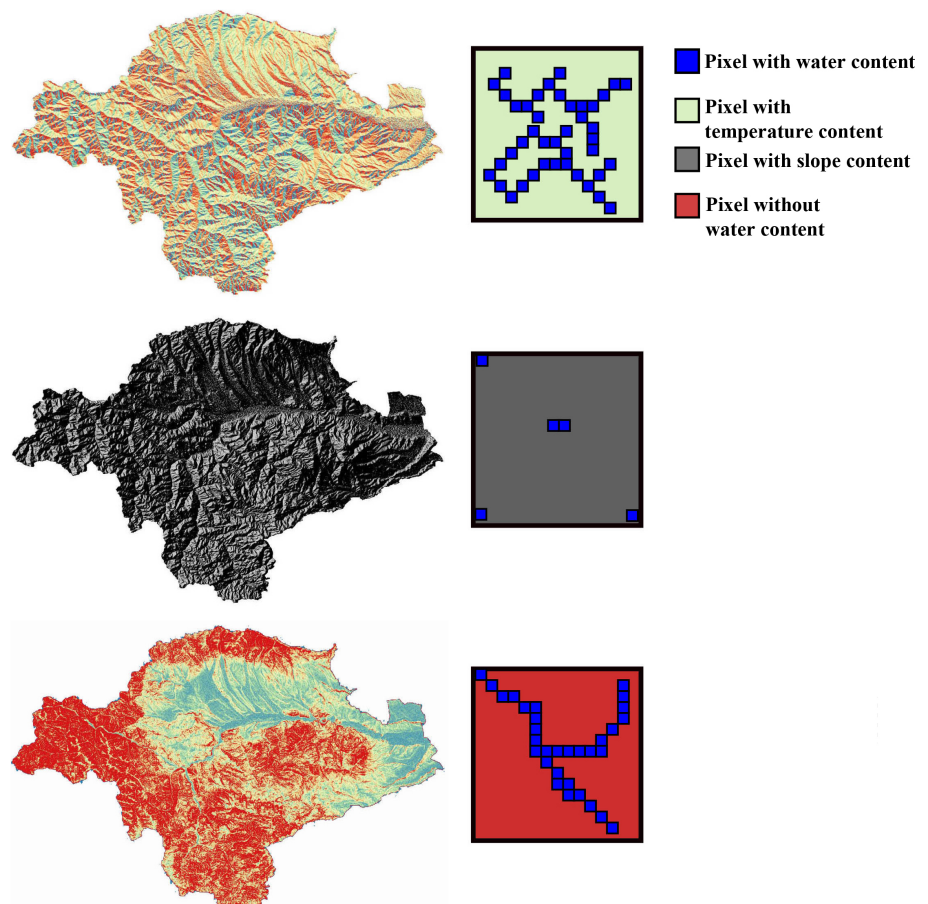 Pixel with water content
Pixel with
temperature content
Pixel with slope content
Pixel without
water content